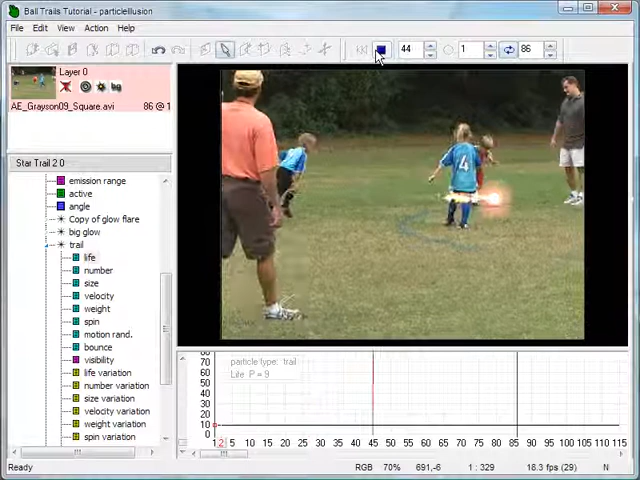 Ball Trails Tutorial - particleIllusion
File Edit View Action Help
44 1 86
Layer 0
AE_Grayson09_Square.avi 86 @ 1
4
Star Trail 2 0
emission range
active
angle
Copy of glow flare
big glow
trail
life
number
size
velocity
weight
spin
motion rand.
bounce
visibility
life variation
number variation
size variation
velocity variation
weight variation
spin variation
particle type: trail
Life: P = 9
80
70
60
50
40
30
20
10
0
1 2 5 10 15 20 25 30 35 40 45 50 55 60 65 70 75 80 85 90 95 100 105 110 115
Ready RGB 70% 691,-6 1 : 329 18.3 fps (29) N